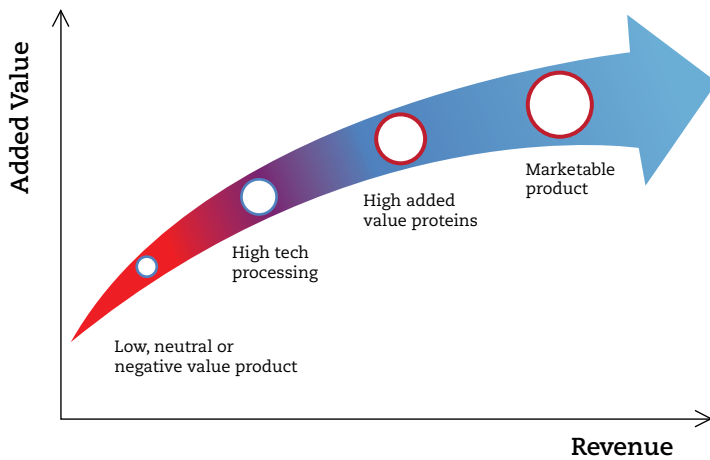 Added Value
Marketable
product
High added
value proteins
High tech
processing
Low, neutral or
negative value product
Revenue